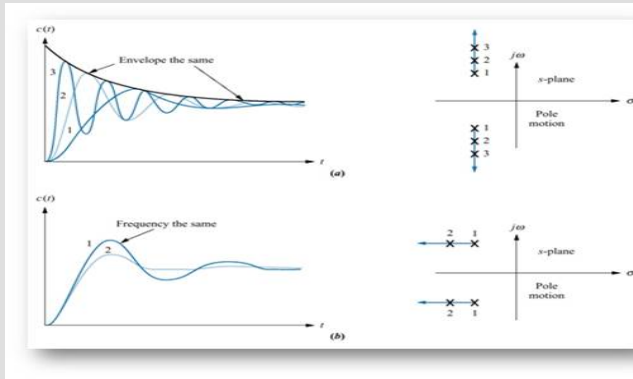 c(t)
Envelope the same
3
2
1
t
(a)
3
2
1
jω
s-plane
σ
Pole
motion
1
2
3
c(t)
Frequency the same
1
2
t
(b)
2 1
jω
s-plane
σ
Pole
motion
2 1